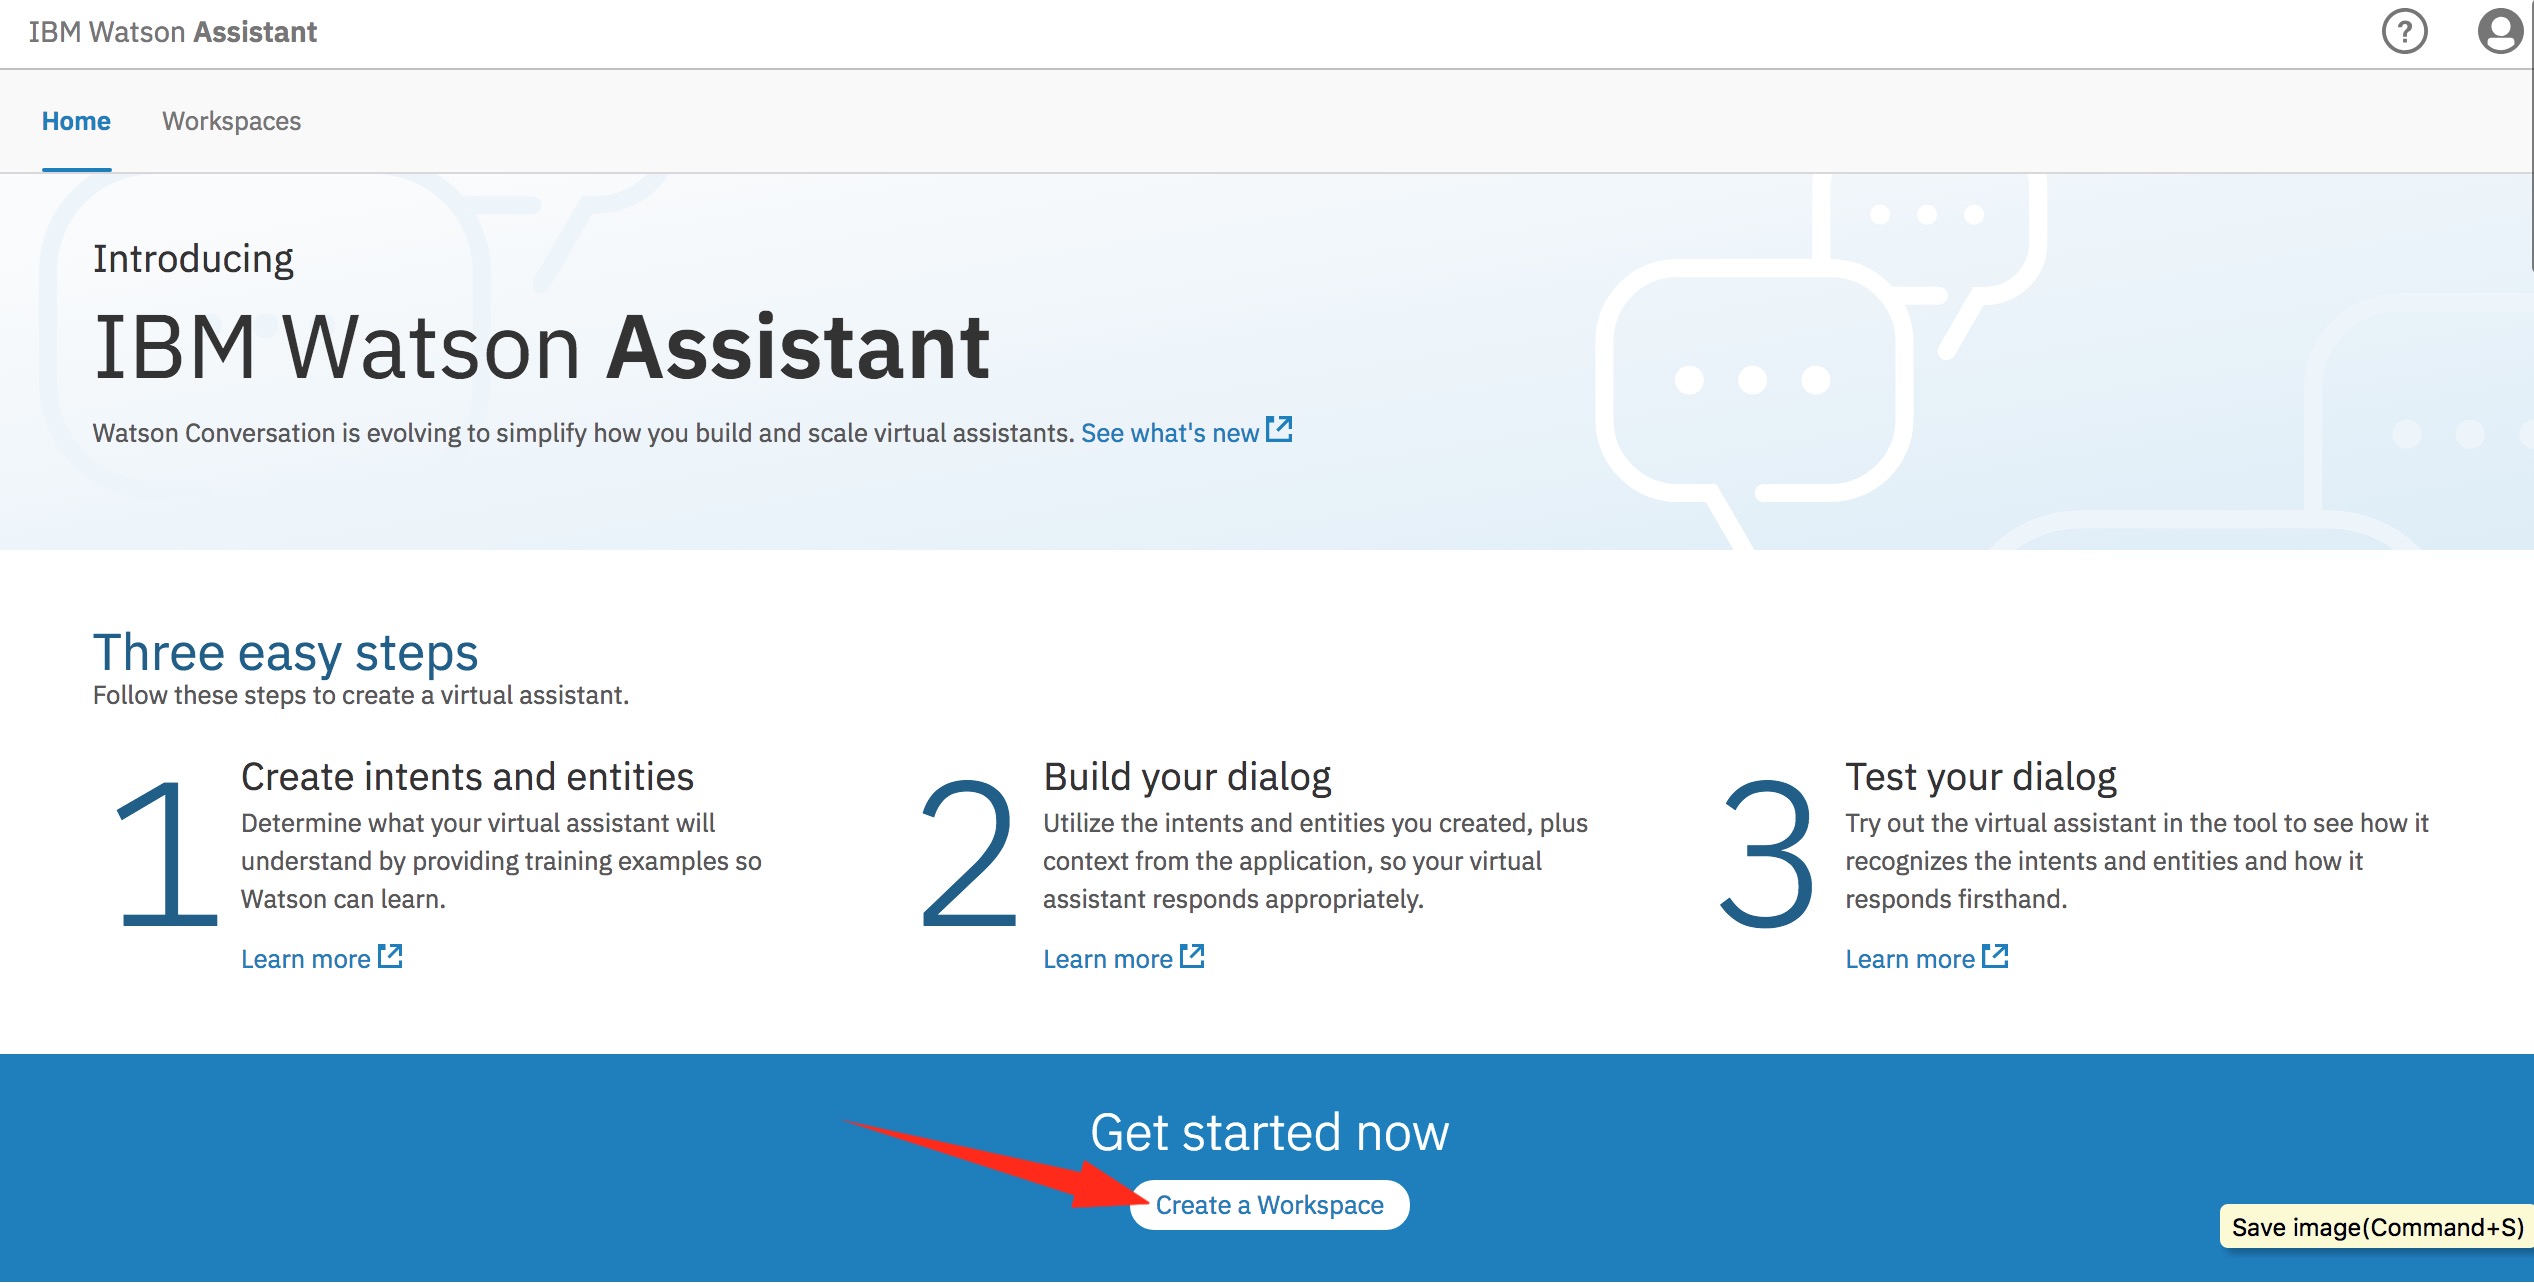 IBM Watson Assistant
?
Home
Workspaces
Introducing
IBM Watson Assistant
Watson Conversation is evolving to simplify how you build and scale virtual assistants. See what's new
Three easy steps
Follow these steps to create a virtual assistant.
1
Create intents and entities
Determine what your virtual assistant will
understand by providing training examples so
Watson can learn.
Learn more
2
Build your dialog
Utilize the intents and entities you created, plus
context from the application, so your virtual
assistant responds appropriately.
Learn more
3
Test your dialog
Try out the virtual assistant in the tool to see how it
recognizes the intents and entities and how it
responds firsthand.
Learn more
Get started now
Create a Workspace
Save image(Command+S)